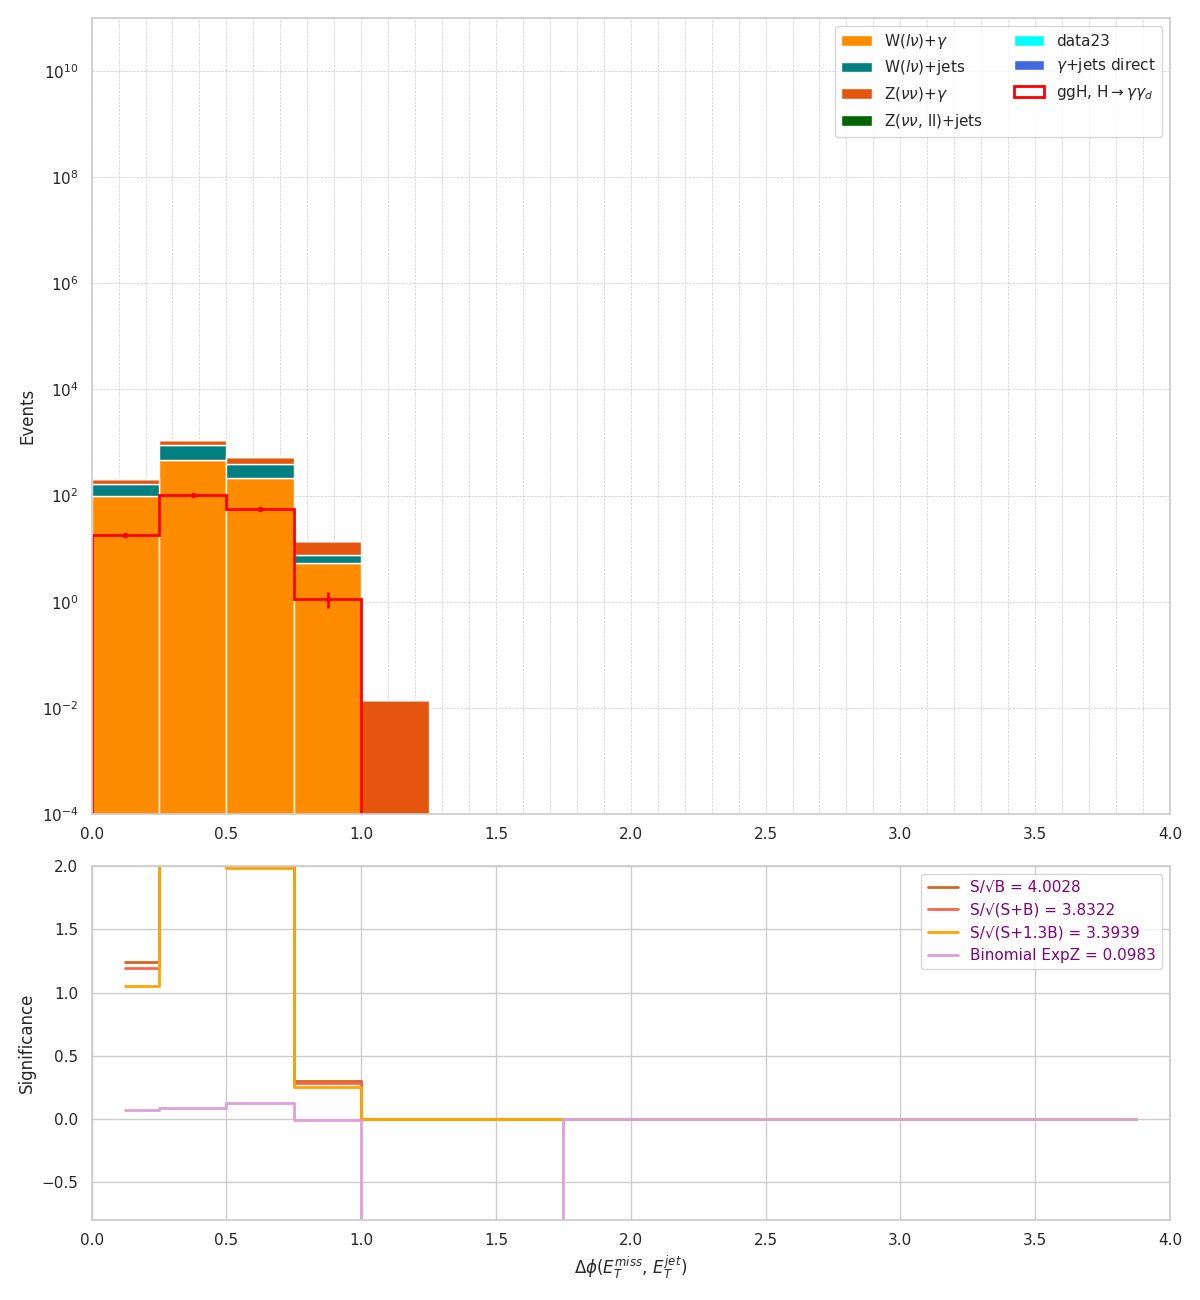 W(lν)+γ
W(lν)+jets
Z(νν)+γ
Z(νν, ll)+jets
data23
γ+jets direct
ggH, H→γγ_d
Events
10^10
10^8
10^6
10^4
10^2
10^0
10^−2
10^−4
0.0 0.5 1.0 1.5 2.0 2.5 3.0 3.5 4.0
S/√B = 4.0028
S/√(S+B) = 3.8322
S/√(S+1.3B) = 3.3939
Binomial ExpZ = 0.0983
Significance
2.0
1.5
1.0
0.5
0.0
−0.5
0.0 0.5 1.0 1.5 2.0 2.5 3.0 3.5 4.0
Δϕ(E_T^miss, E_T^jet)